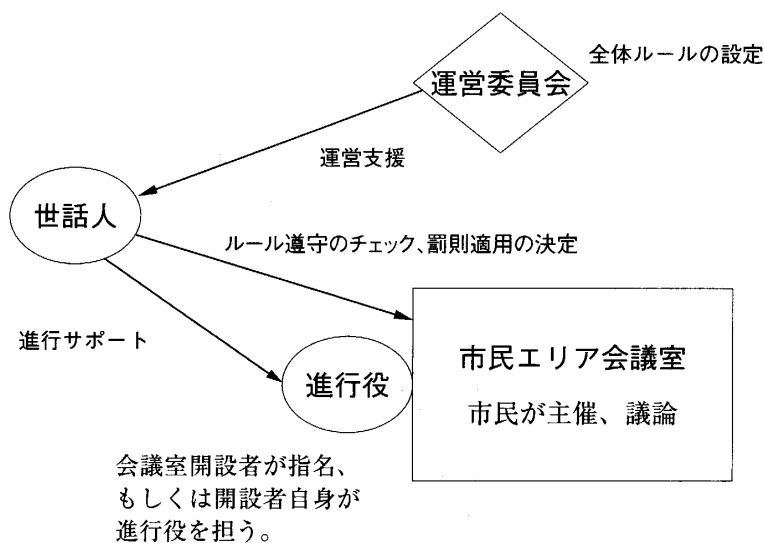 全体ルールの設定
運営委員会
運営支援
世話人
ルール遵守のチェック、罰則適用の決定
進行サポート
市民エリア会議室
進行役
市民が主催、議論
会議室開設者が指名、
もしくは開設者自身が
進行役を担う。